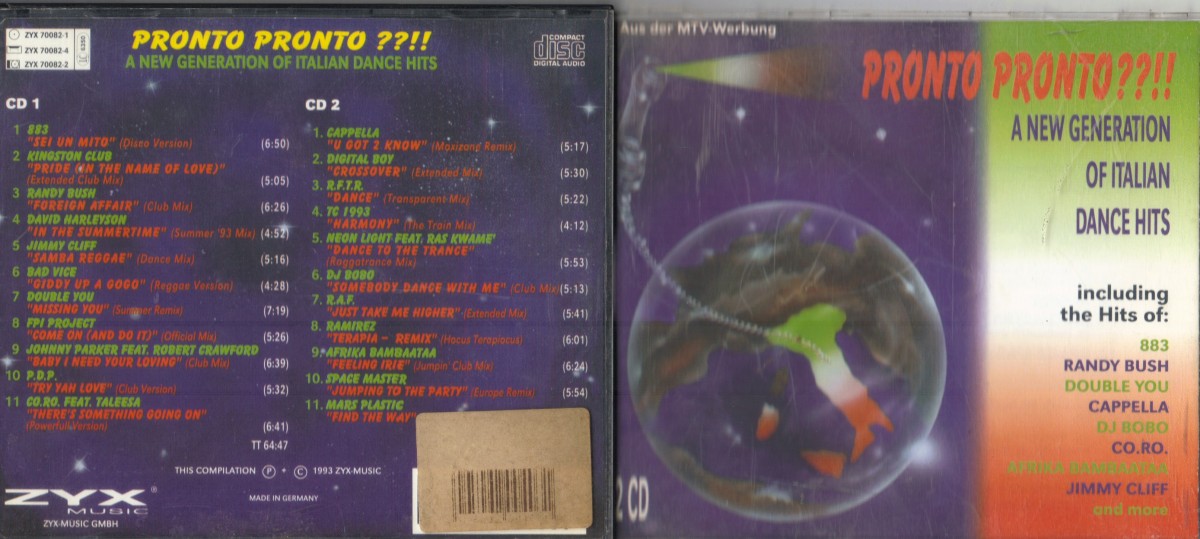 ZYX 70082-1
ZYX 70082-4
ZYX 70082-2
6350
PRONTO PRONTO ??!!
A NEW GENERATION OF ITALIAN DANCE HITS
COMPACT
disc
DIGITAL AUDIO
CD 1
1 883
"SEI UN MITO" (Disco Version) (6:50)
2 KINGSTON CLUB
"PRIDE (IN THE NAME OF LOVE)"
(Extended Club Mix) (5:05)
3 RANDY BUSH
"FOREIGN AFFAIR" (Club Mix) (6:26)
4 DAVID HARLEYSON
"IN THE SUMMERTIME" (Summer '93 Mix) (4:52)
5 JIMMY CLIFF
"SAMBA REGGAE" (Dance Mix) (5:16)
6 BAD VICE
"GIDDY UP A GOGO" (Reggae Version) (4:28)
7 DOUBLE YOU
"MISSING YOU" (Summer Remix) (7:19)
8 FPI PROJECT
"COME ON (AND DO IT)" (Official Mix) (5:26)
9 JOHNNY PARKER FEAT. ROBERT CRAWFORD
"BABY I NEED YOUR LOVING" (Club Mix) (6:39)
10 P.D.P.
"TRY YAH LOVE" (Club Version) (5:32)
11 CO.RO. FEAT. TALEESA
"THERE'S SOMETHING GOING ON"
(Powerfull Version) (6:41)
TT 64:47
CD 2
1. CAPPELLA
"U GOT 2 KNOW" (Maxizone Remix) (5:17)
2. DIGITAL BOY
"CROSSOVER" (Extended Mix) (5:30)
3. R.F.T.R.
"DANCE" (Transparent Mix) (5:22)
4. TC 1993
"HARMONY" (The Train Mix) (4:12)
5. NEON LIGHT FEAT. RAS KWAME'
"DANCE TO THE TRANCE"
(Raggatrance Mix) (5:53)
6. DJ BOBO
"SOMEBODY DANCE WITH ME" (Club Mix) (5:13)
7. R.A.F.
"JUST TAKE ME HIGHER" (Extended Mix) (5:41)
8. RAMIREZ
"TERAPIA - REMIX" (Hocus Terapiocus) (6:01)
9. AFRIKA BAMBAATAA
"FEELING IRIE" (Jumpin' Club Mix) (6:24)
10. SPACE MASTER
"JUMPING TO THE PARTY" (Europe Remix) (5:54)
11. MARS PLASTIC
"FIND THE WAY"
THIS COMPILATION Ⓟ + © 1993 ZYX-MUSIC
MADE IN GERMANY
ZYX®
MUSIC
ZYX-MUSIC GMBH
Aus der MTV-Werbung
PRONTO PRONTO??!!
A NEW GENERATION
OF ITALIAN
DANCE HITS
including
the Hits of:
883
RANDY BUSH
DOUBLE YOU
CAPPELLA
DJ BOBO
CO.RO.
AFRIKA BAMBAATAA
JIMMY CLIFF
and more
2 CD